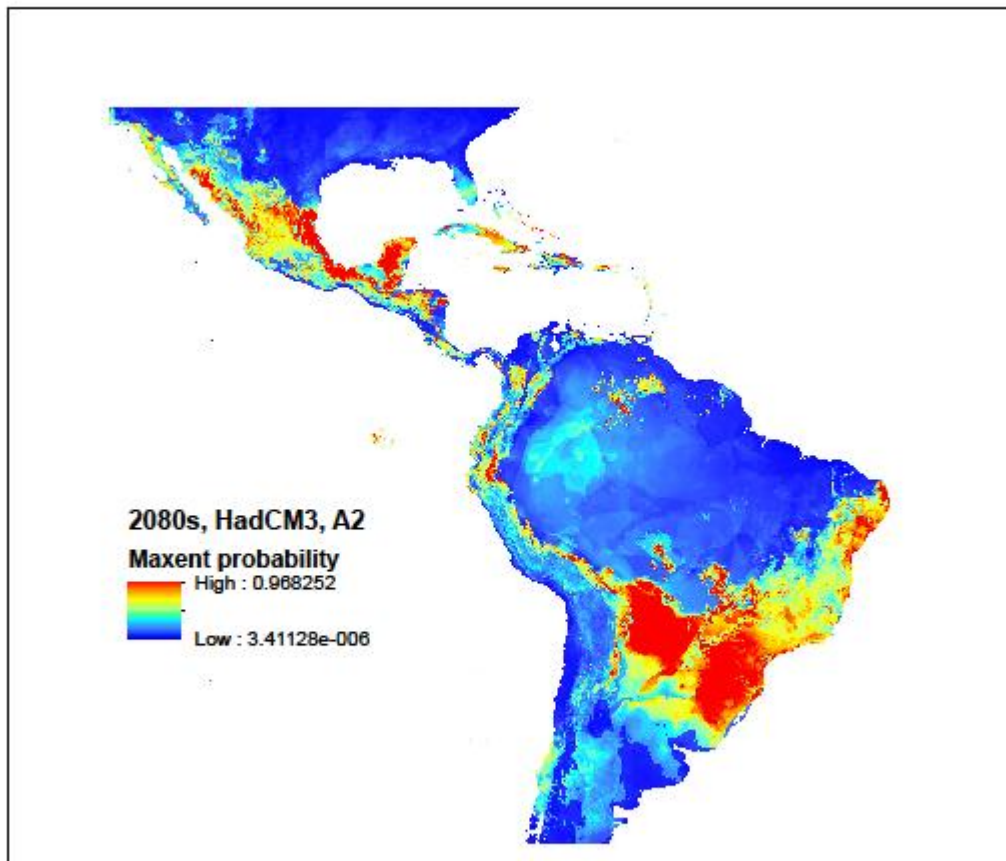 2080s, HadCM3, A2
Maxent probability
High : 0.968252
Low : 3.41128e-006